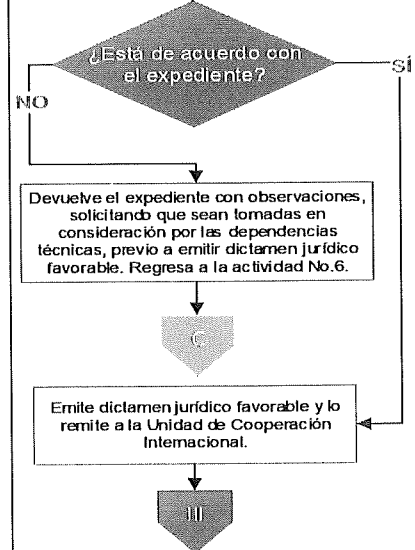 ¿Está de acuerdo con
el expediente?
SÍ
NO
Devuelve el expediente con observaciones,
solicitando que sean tomadas en
consideración por las dependencias
técnicas, previo a emitir dictamen jurídico
favorable. Regresa a la actividad No.6.
C
Emite dictamen jurídico favorable y lo
remite a la Unidad de Cooperación
Internacional.
III